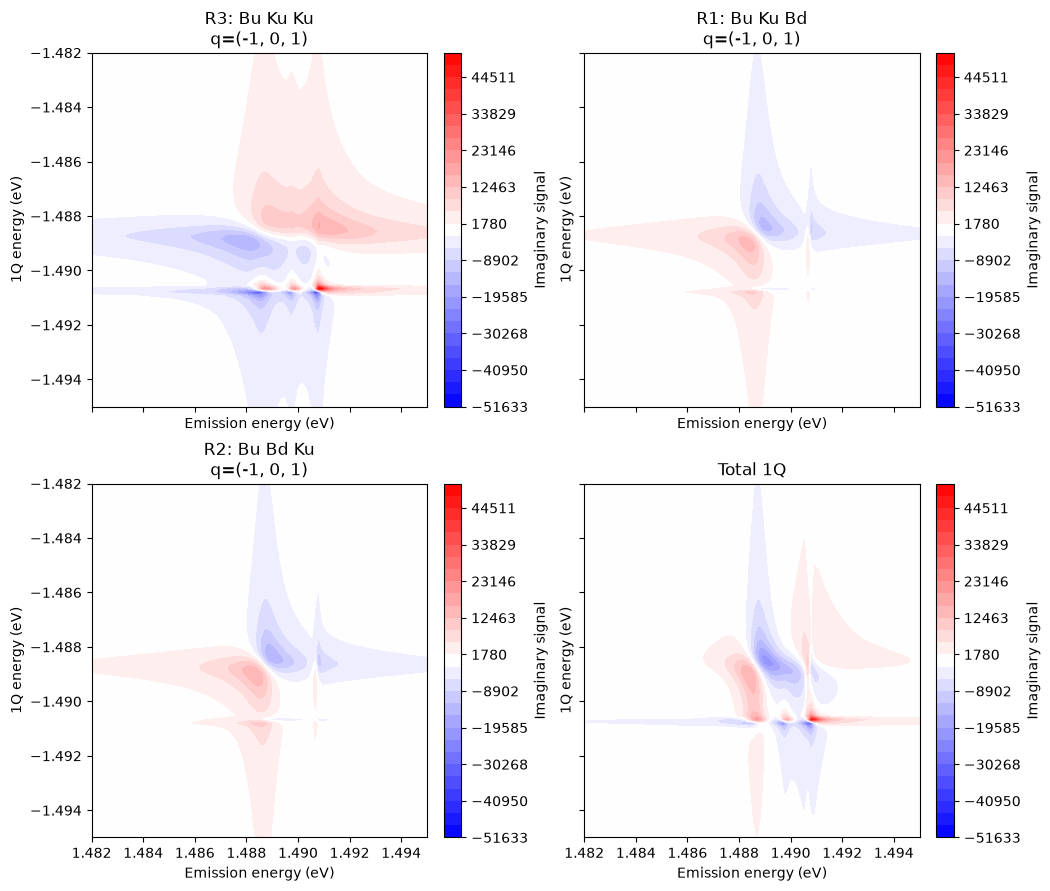 R3: Bu Ku Ku
q=(-1, 0, 1)
R1: Bu Ku Bd
q=(-1, 0, 1)
−1.482
−1.484
−1.486
−1.488
−1.490
−1.492
−1.494
1Q energy (eV)
Emission energy (eV)
44511
33829
23146
12463
1780
−8902
−19585
−30268
−40950
−51633
Imaginary signal
1Q energy (eV)
Emission energy (eV)
44511
33829
23146
12463
1780
−8902
−19585
−30268
−40950
−51633
Imaginary signal
R2: Bu Bd Ku
q=(-1, 0, 1)
Total 1Q
−1.482
−1.484
−1.486
−1.488
−1.490
−1.492
−1.494
1Q energy (eV)
1.482 1.484 1.486 1.488 1.490 1.492 1.494
Emission energy (eV)
44511
33829
23146
12463
1780
−8902
−19585
−30268
−40950
−51633
Imaginary signal
1Q energy (eV)
1.482 1.484 1.486 1.488 1.490 1.492 1.494
Emission energy (eV)
44511
33829
23146
12463
1780
−8902
−19585
−30268
−40950
−51633
Imaginary signal